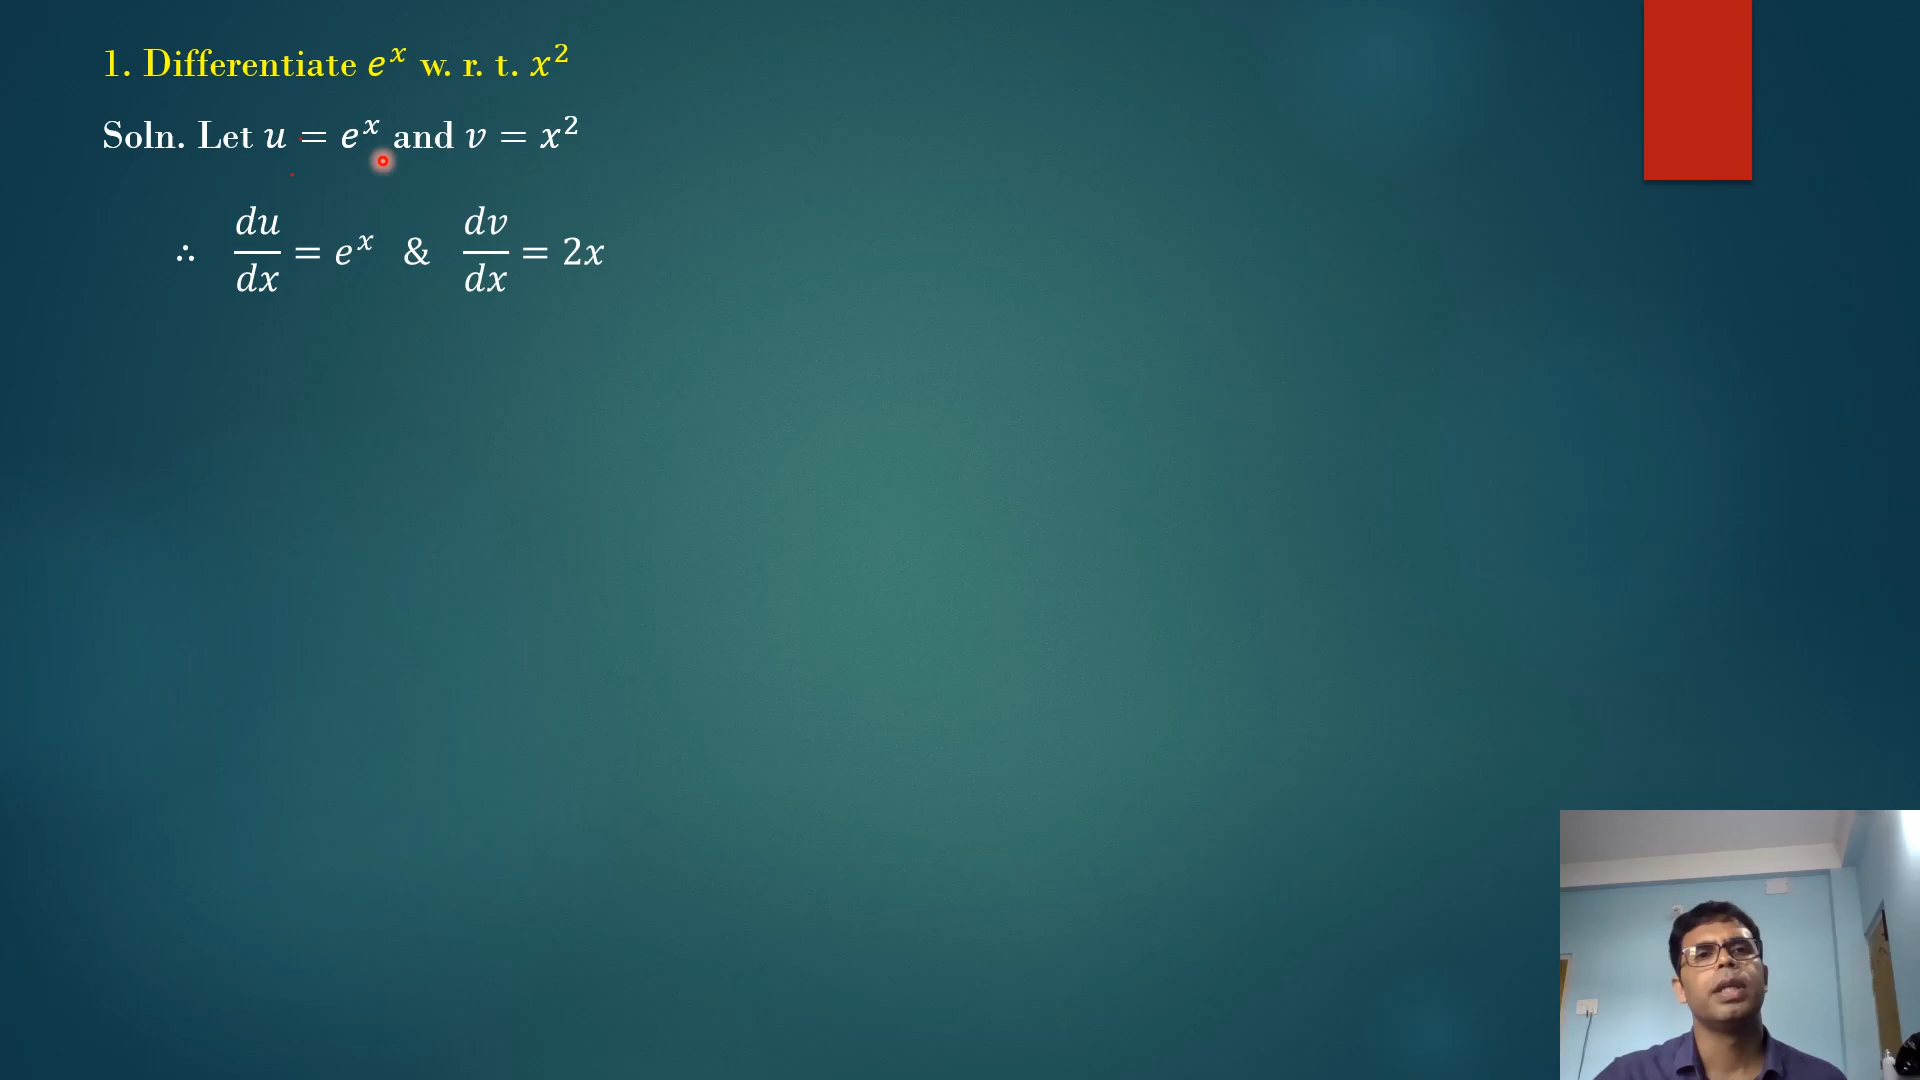 1. Differentiate e^x w. r. t. x^2
Soln. Let u = e^x and v = x^2
∴ du/dx = e^x & dv/dx = 2x